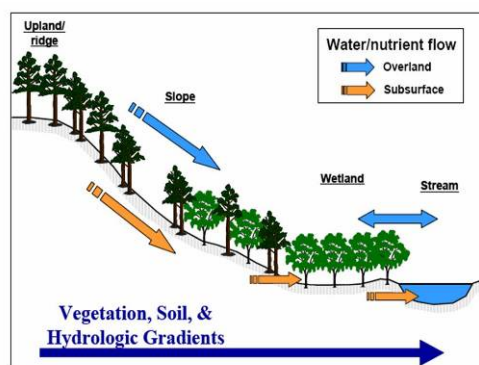 Upland/
ridge
Slope
Water/nutrient flow
Overland
Subsurface
Wetland
Stream
Vegetation, Soil, &
Hydrologic Gradients